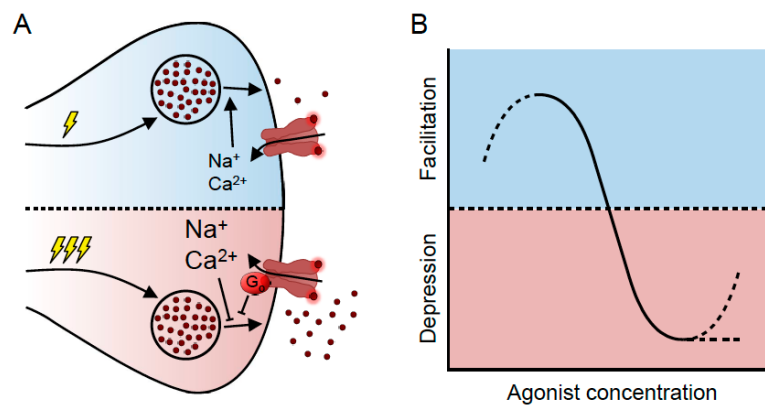 A
Na⁺
Ca²⁺
Na⁺
Ca²⁺
G
B
Facilitation
Depression
Agonist concentration